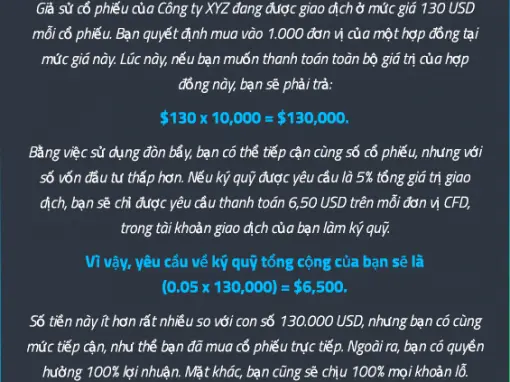 Giả sử cổ phiếu của Công ty XYZ đang được giao dịch ở mức giá 130 USD
mỗi cổ phiếu. Bạn quyết định mua vào 1.000 đơn vị của một hợp đồng tại
mức giá này. Lúc này, nếu bạn muốn thanh toán toàn bộ giá trị của hợp
đồng này, bạn sẽ phải trả:
$130 x 10,000 = $130,000.
Bằng việc sử dụng đòn bẩy, bạn có thể tiếp cận cùng số cổ phiếu, nhưng với
số vốn đầu tư thấp hơn. Nếu ký quỹ được yêu cầu là 5% tổng giá trị giao
dịch, bạn sẽ chỉ được yêu cầu thanh toán 6,50 USD trên mỗi đơn vị CFD,
trong tài khoản giao dịch của bạn làm ký quỹ.
Vì vậy, yêu cầu về ký quỹ tổng cộng của bạn sẽ là
(0.05 x 130,000) = $6,500.
Số tiền này ít hơn rất nhiều so với con số 130.000 USD, nhưng bạn có cùng
mức tiếp cận, như thể bạn đã mua cổ phiếu trực tiếp. Ngoài ra, bạn có quyền
hưởng 100% lợi nhuận. Mặt khác, bạn cũng sẽ chịu 100% mọi khoản lỗ.